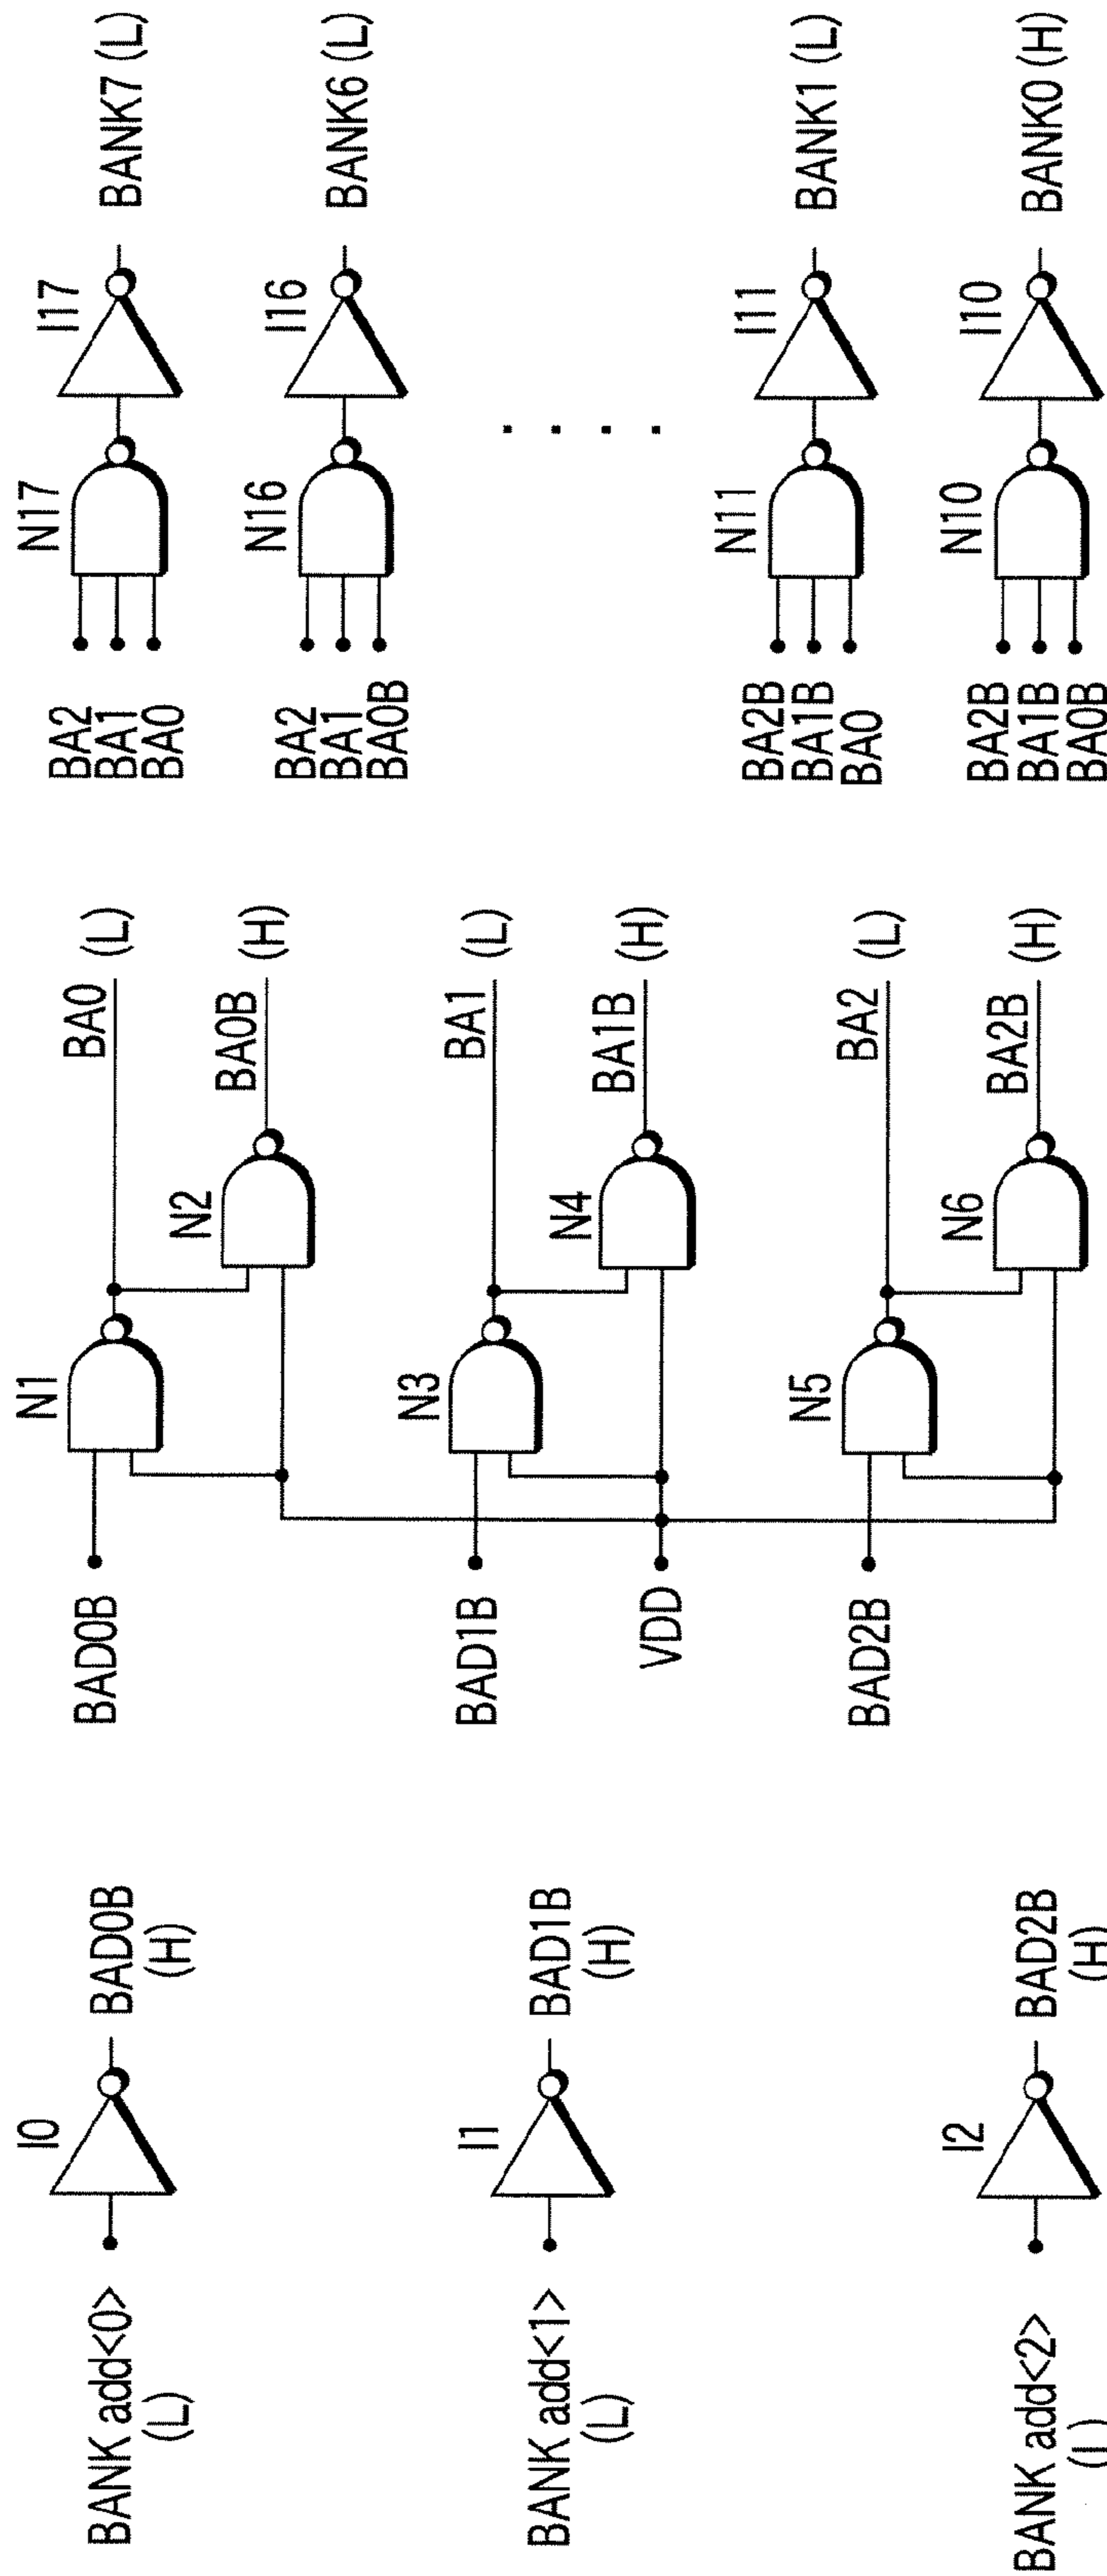 BANK add<0>
(L)
I0
BAD0B
(H)
BANK add<1>
(L)
I1
BAD1B
(H)
BANK add<2>
(L)
I2
BAD2B
(H)
BAD0B
N1
BA0
(L)
N2
BA0B
(H)
BAD1B
N3
BA1
(L)
VDD
N4
BA1B
(H)
BAD2B
N5
BA2
(L)
N6
BA2B
(H)
BA2
BA1
BA0
N17
I17
BANK7 (L)
BA2
BA1
BA0B
N16
I16
BANK6 (L)
BA2B
BA1B
BA0
N11
I11
BANK1 (L)
BA2B
BA1B
BA0B
N10
I10
BANK0 (H)